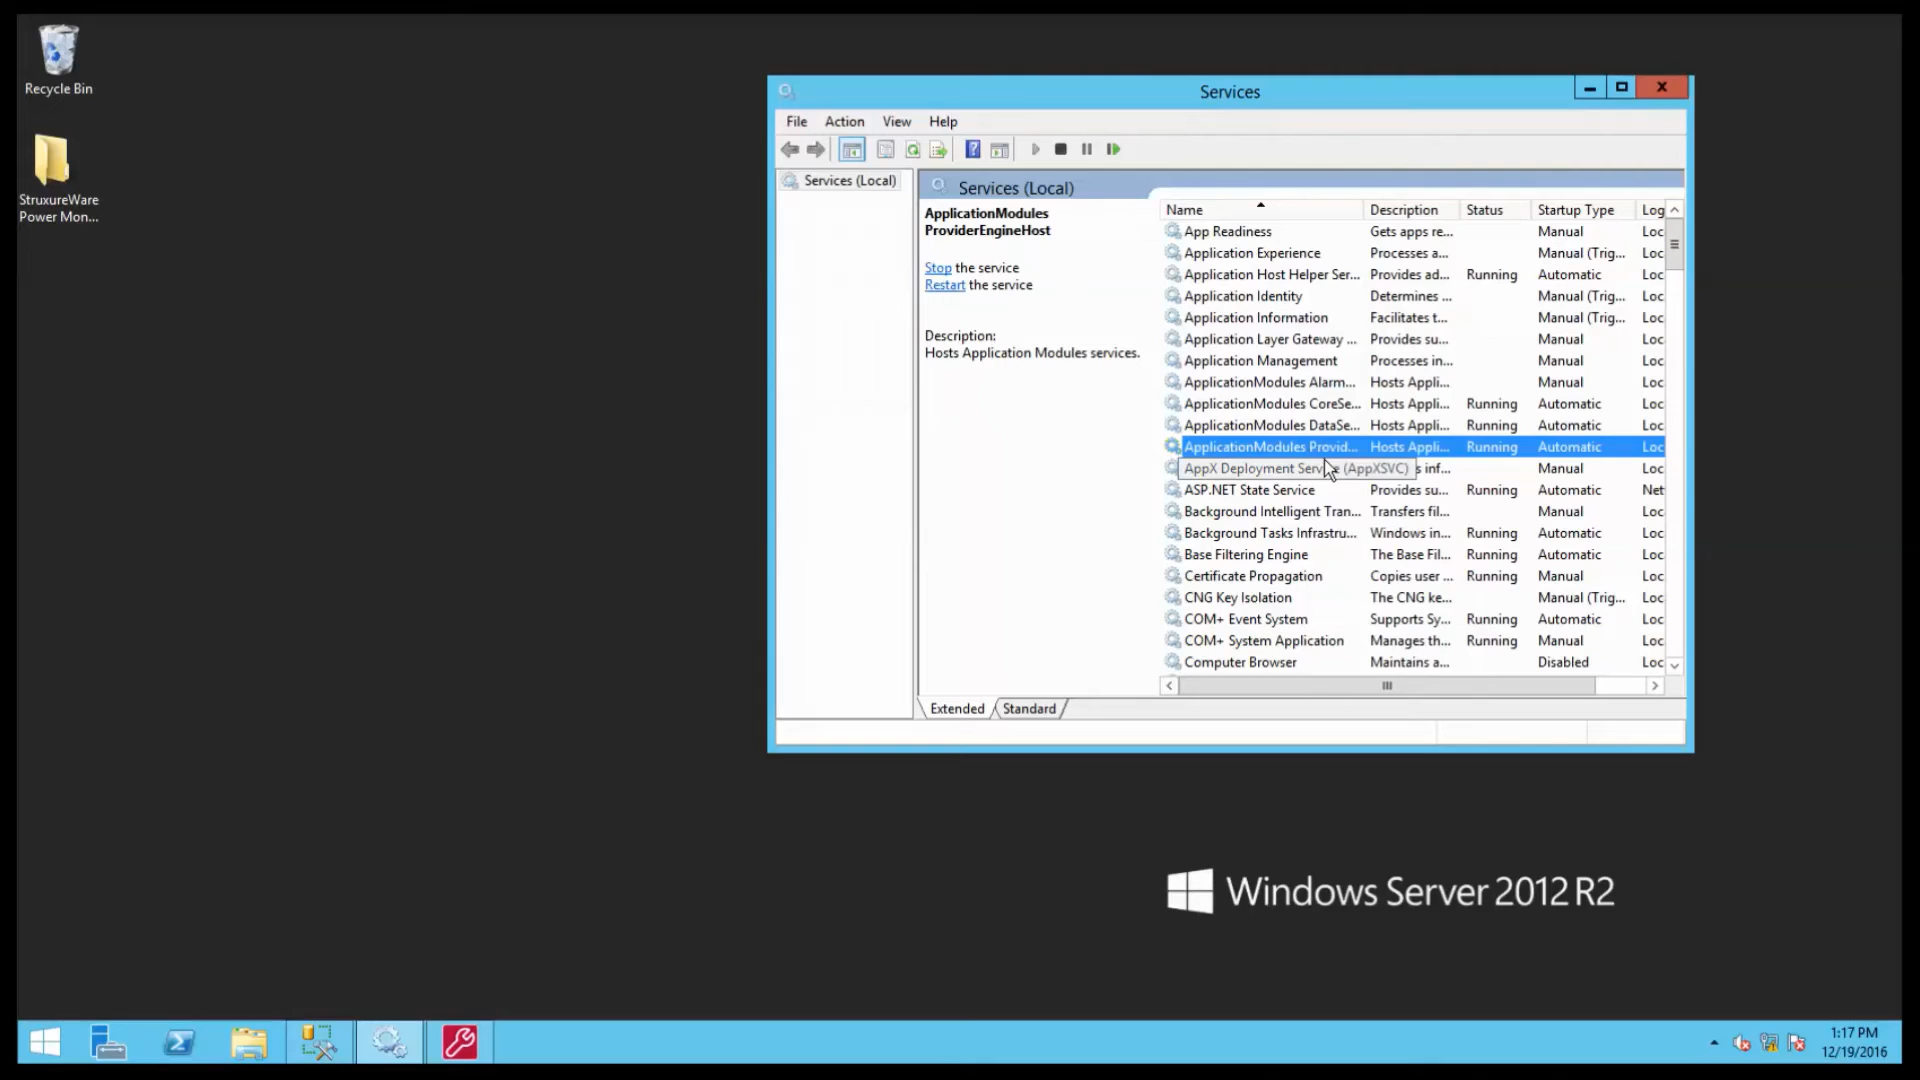 Recycle Bin
StruxureWare
Power Mon...
Services
File Action View Help
Services (Local)
Services (Local)
ApplicationModules
ProviderEngineHost
Stop the service
Restart the service
Description:
Hosts Application Modules services.
Name Description Status Startup Type Log
App Readiness Gets apps re... Manual Loc
Application Experience Processes a... Manual (Trig... Loc
Application Host Helper Ser... Provides ad... Running Automatic Loc
Application Identity Determines ... Manual (Trig... Loc
Application Information Facilitates t... Manual (Trig... Loc
Application Layer Gateway ... Provides su... Manual Loc
Application Management Processes in... Manual Loc
ApplicationModules Alarm... Hosts Appli... Manual Loc
ApplicationModules CoreSe... Hosts Appli... Running Automatic Loc
ApplicationModules DataSe... Hosts Appli... Running Automatic Loc
ApplicationModules Provid... Hosts Appli... Running Automatic Loc
AppX Deployment (AppXSVC) inf... Manual Loc
ASP.NET State Service Provides su... Running Automatic Net
Background Intelligent Tran... Transfers fil... Manual Loc
Background Tasks Infrastru... Windows in... Running Automatic Loc
Base Filtering Engine The Base Fil... Running Automatic Loc
Certificate Propagation Copies user ... Running Manual Loc
CNG Key Isolation The CNG ke... Manual (Trig... Loc
COM+ Event System Supports Sy... Running Automatic Loc
COM+ System Application Manages th... Running Manual Loc
Computer Browser Maintains a... Disabled Loc
Extended Standard
Windows Server 2012 R2
1:17 PM
12/19/2016